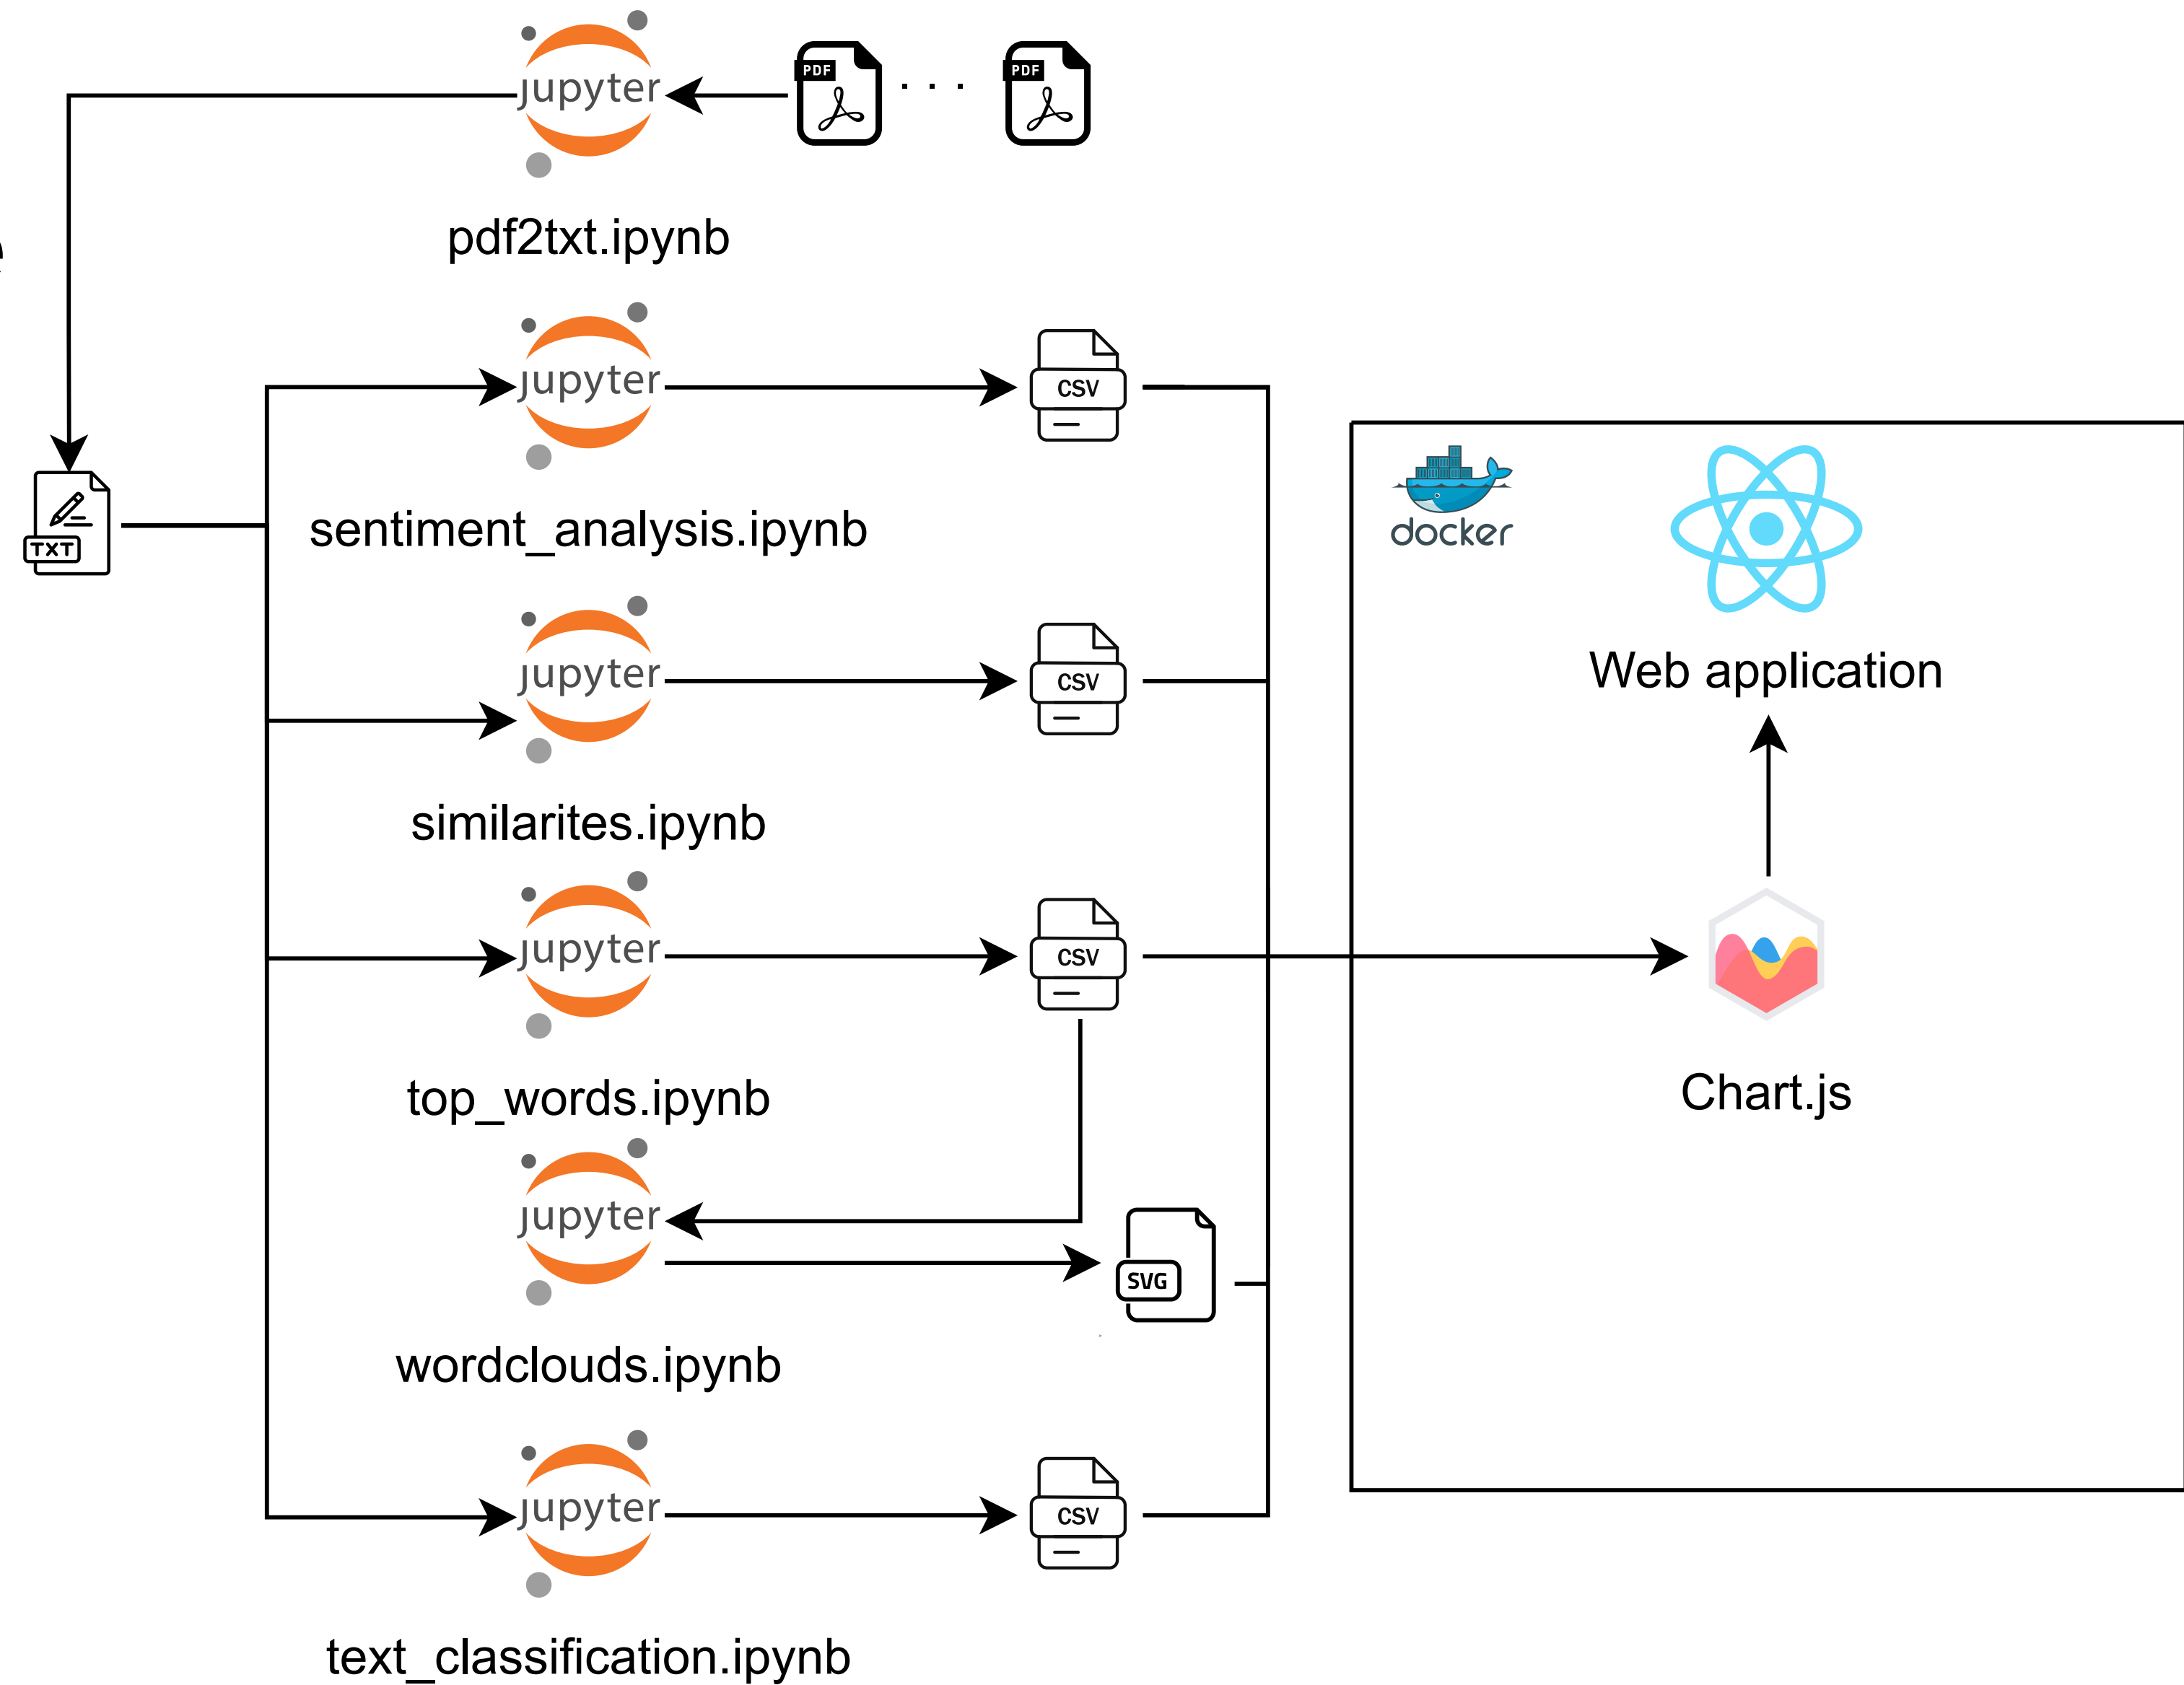 PDF
PDF
jupyter
. . .
pdf2txt.ipynb
jupyter
CSV
sentiment_analysis.ipynb
TXT
docker
jupyter
CSV
Web application
similarites.ipynb
jupyter
CSV
top_words.ipynb
Chart.js
jupyter
SVG
wordclouds.ipynb
jupyter
CSV
text_classification.ipynb